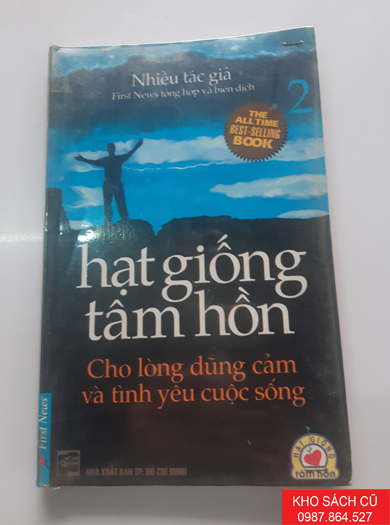 Nhiều tác giả
First News tổng hợp và biên dịch
2
THE
ALL TIME
BEST-SELLING
BOOK
hạt giống
tâm hồn
Cho lòng dũng cảm
và tình yêu cuộc sống
First News
NHÀ XUẤT BẢN TP. HỒ CHÍ MINH
HẠT GIỐNG
tâm hồn
KHO SÁCH CŨ
0987.864.527